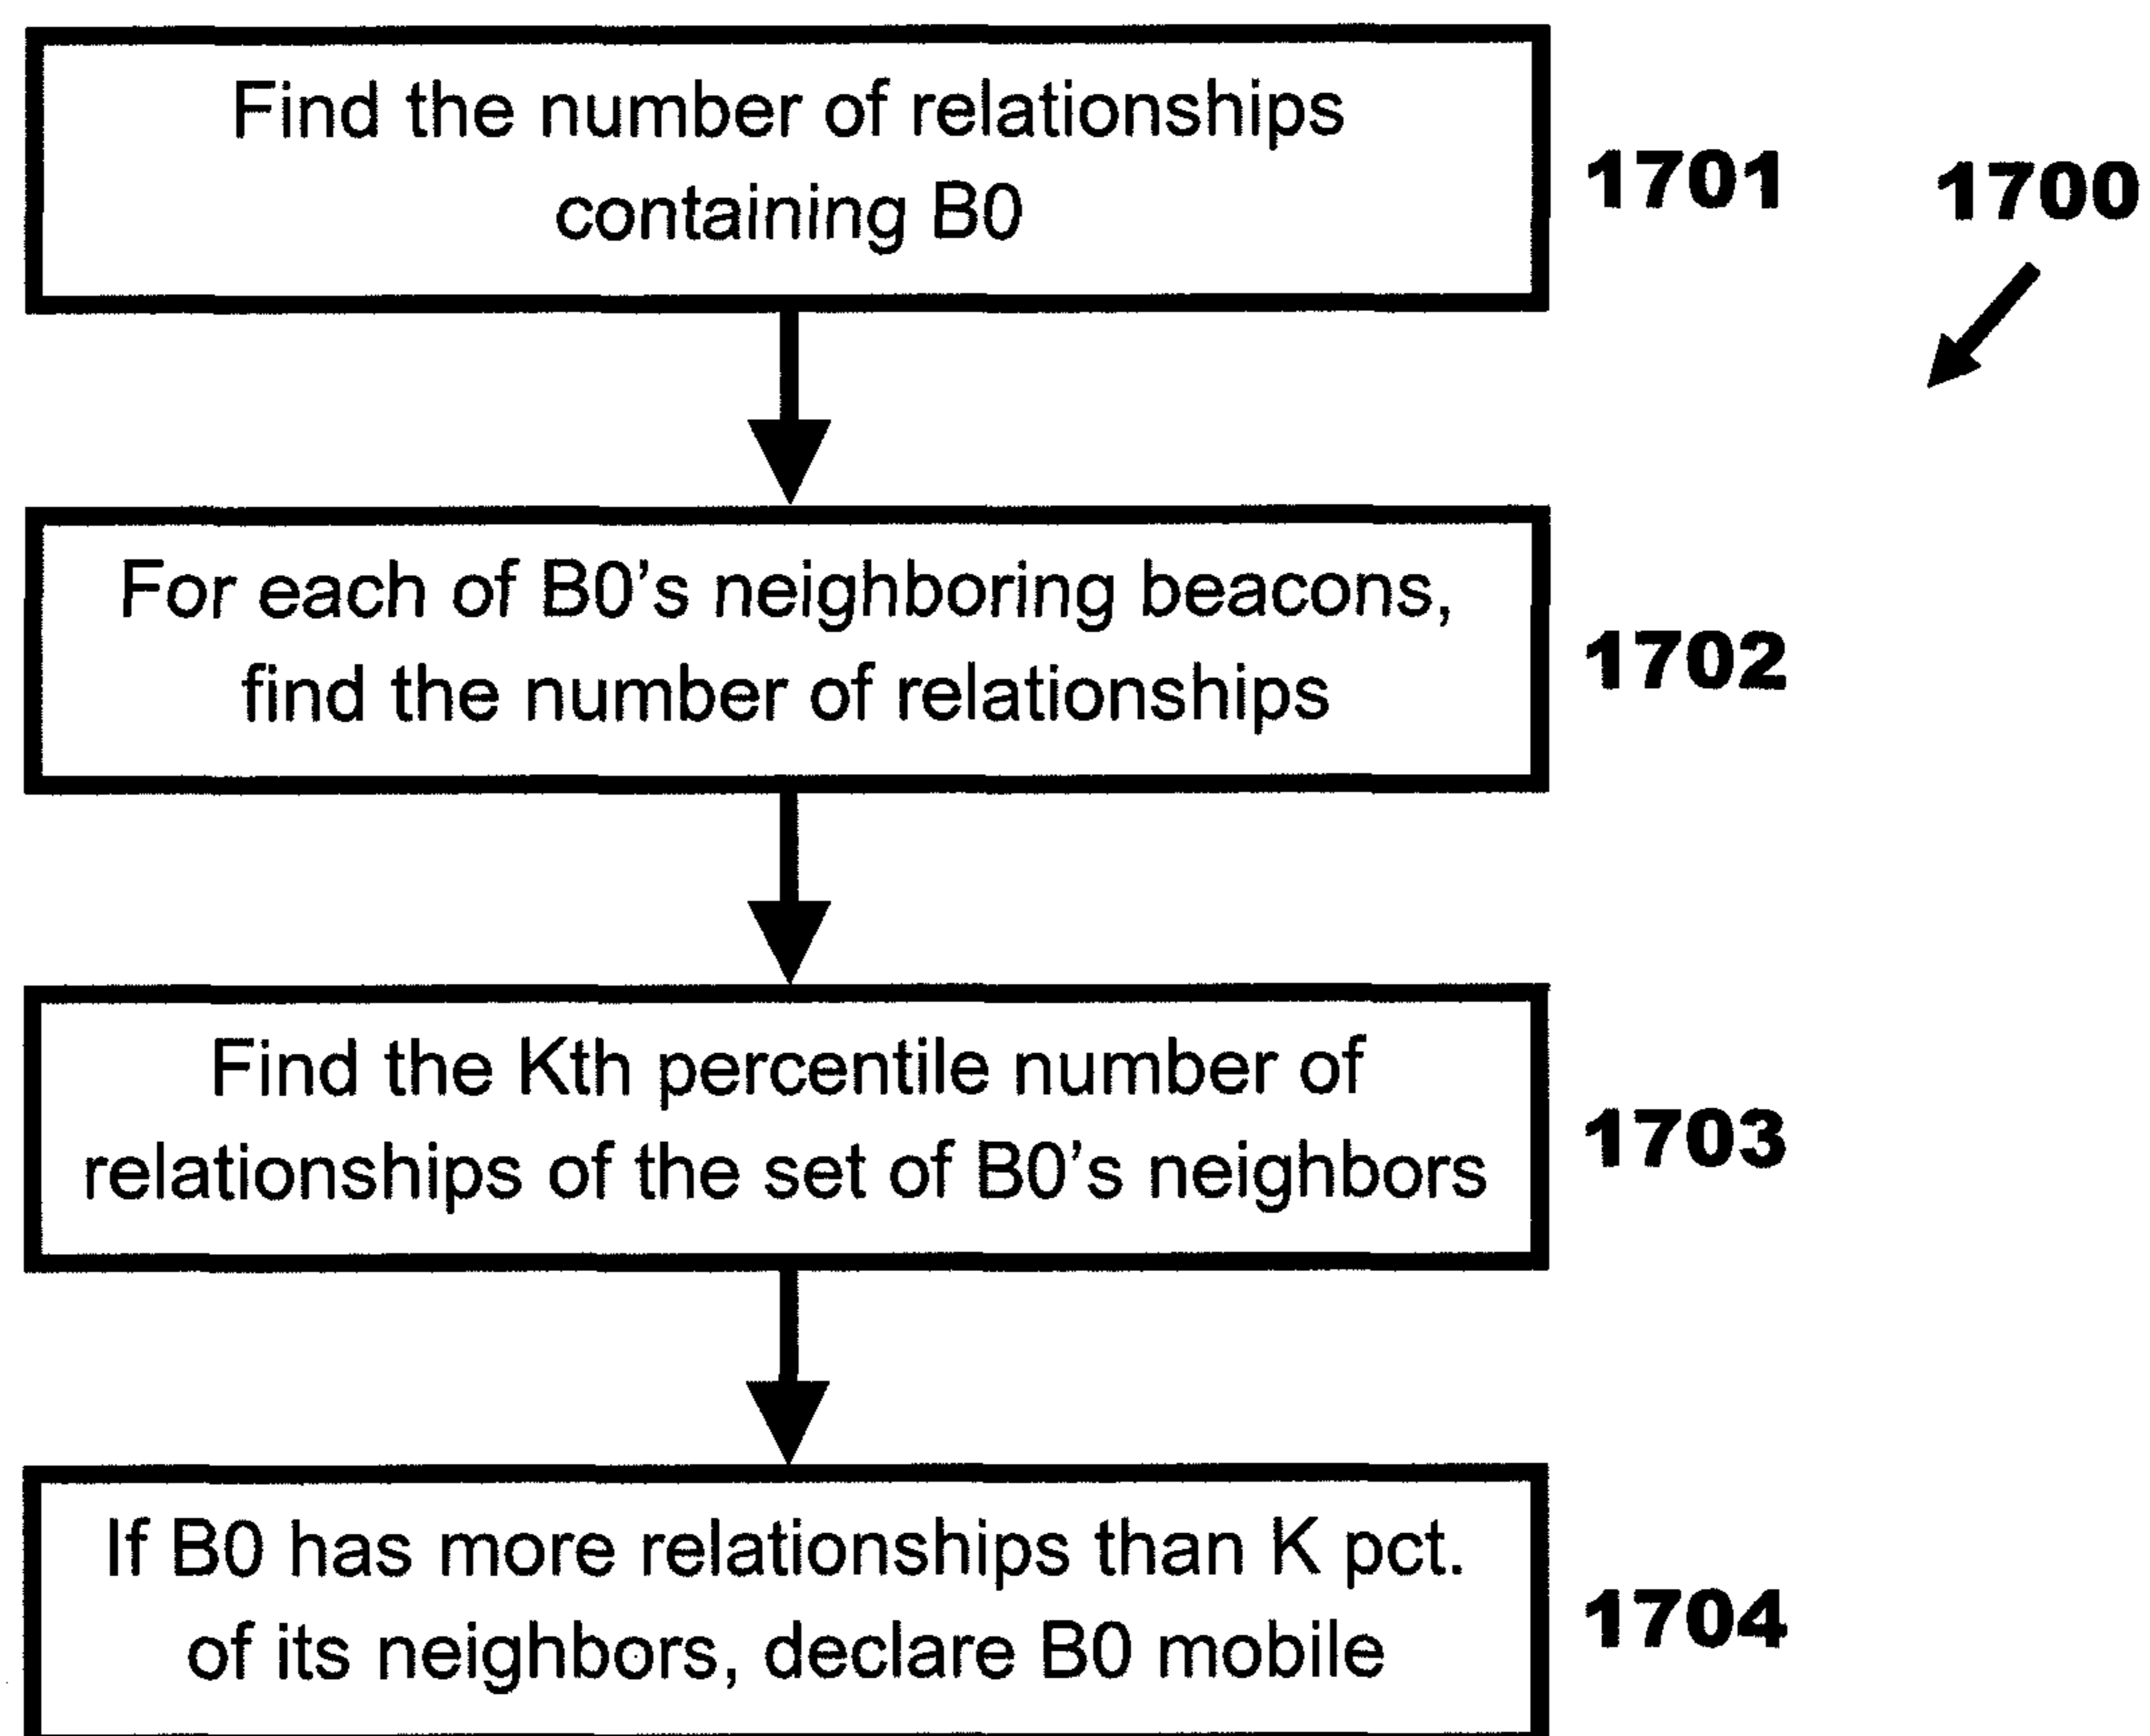 Find the number of relationships
containing B0
1701
1700
For each of B0's neighboring beacons,
find the number of relationships
1702
Find the Kth percentile number of
relationships of the set of B0's neighbors
1703
If B0 has more relationships than K pct.
of its neighbors, declare B0 mobile
1704